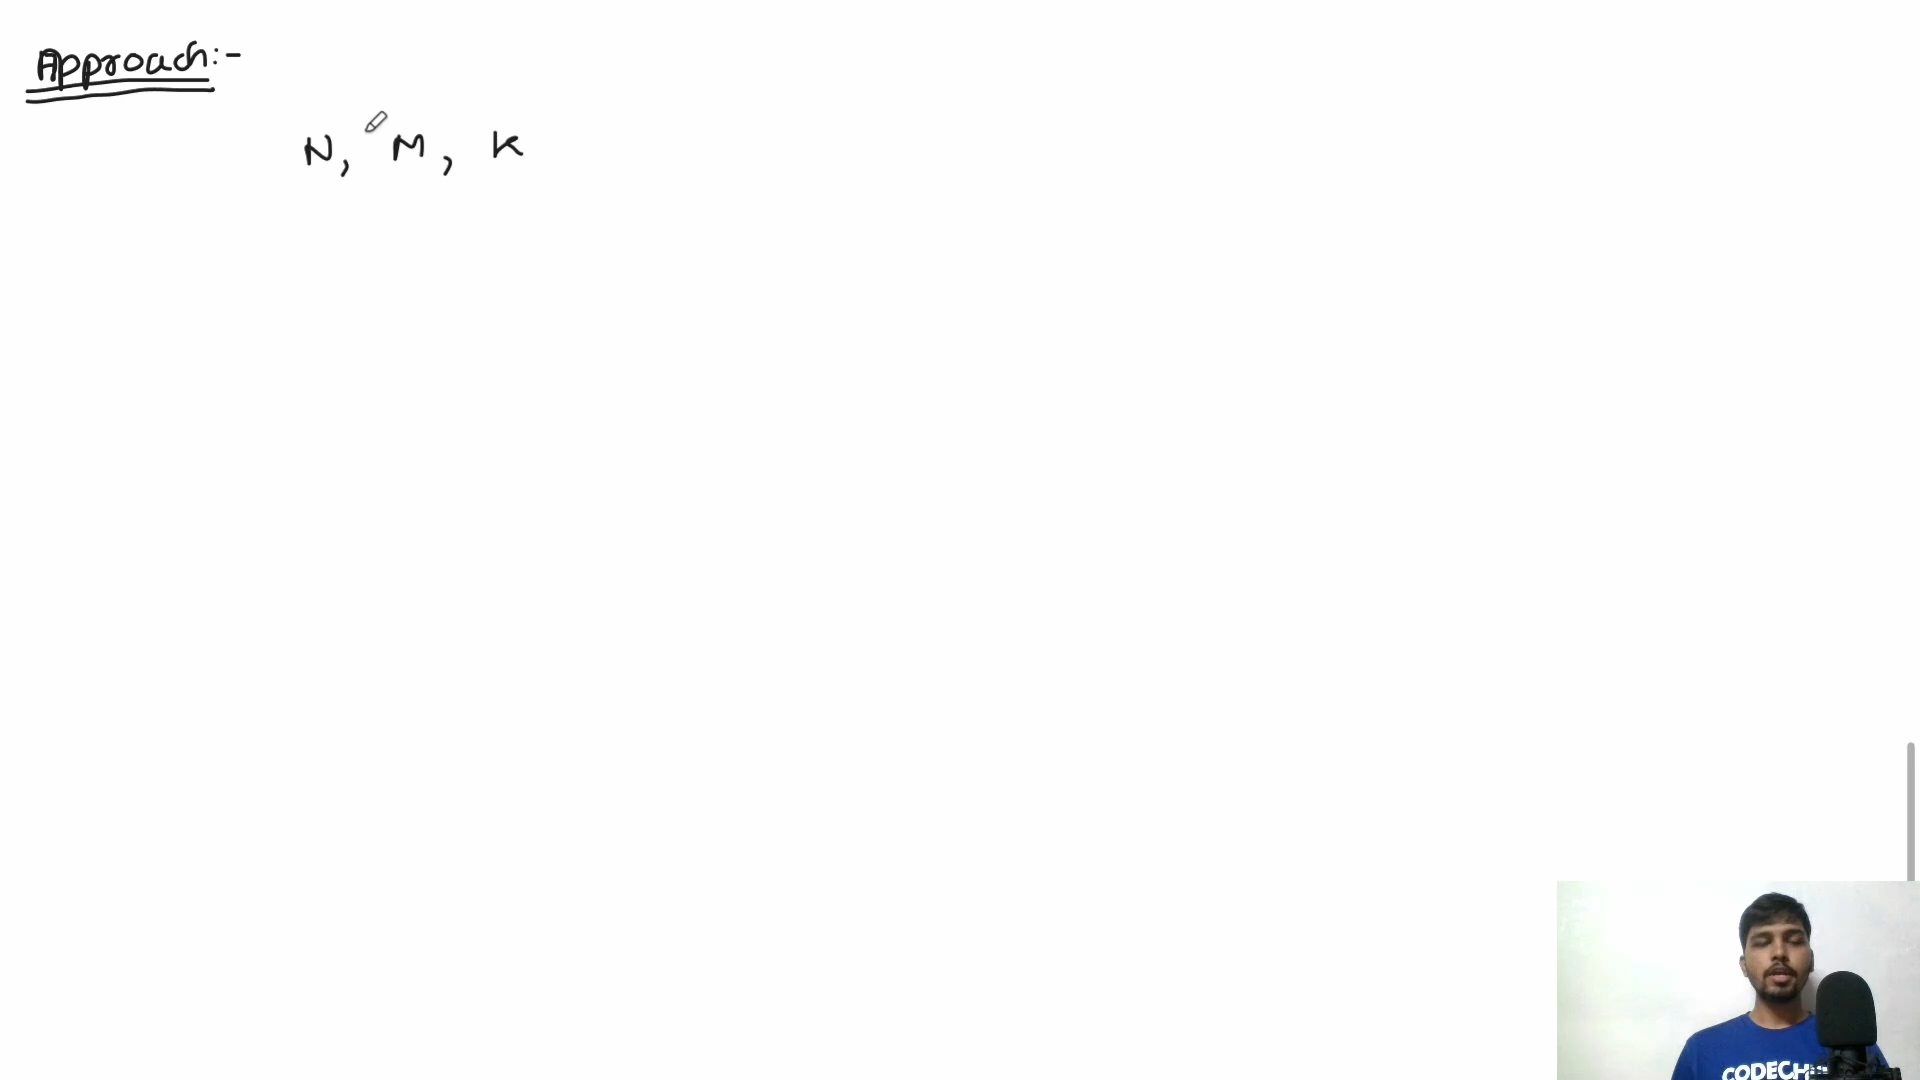 Approach:-
N, M, K
CODECH